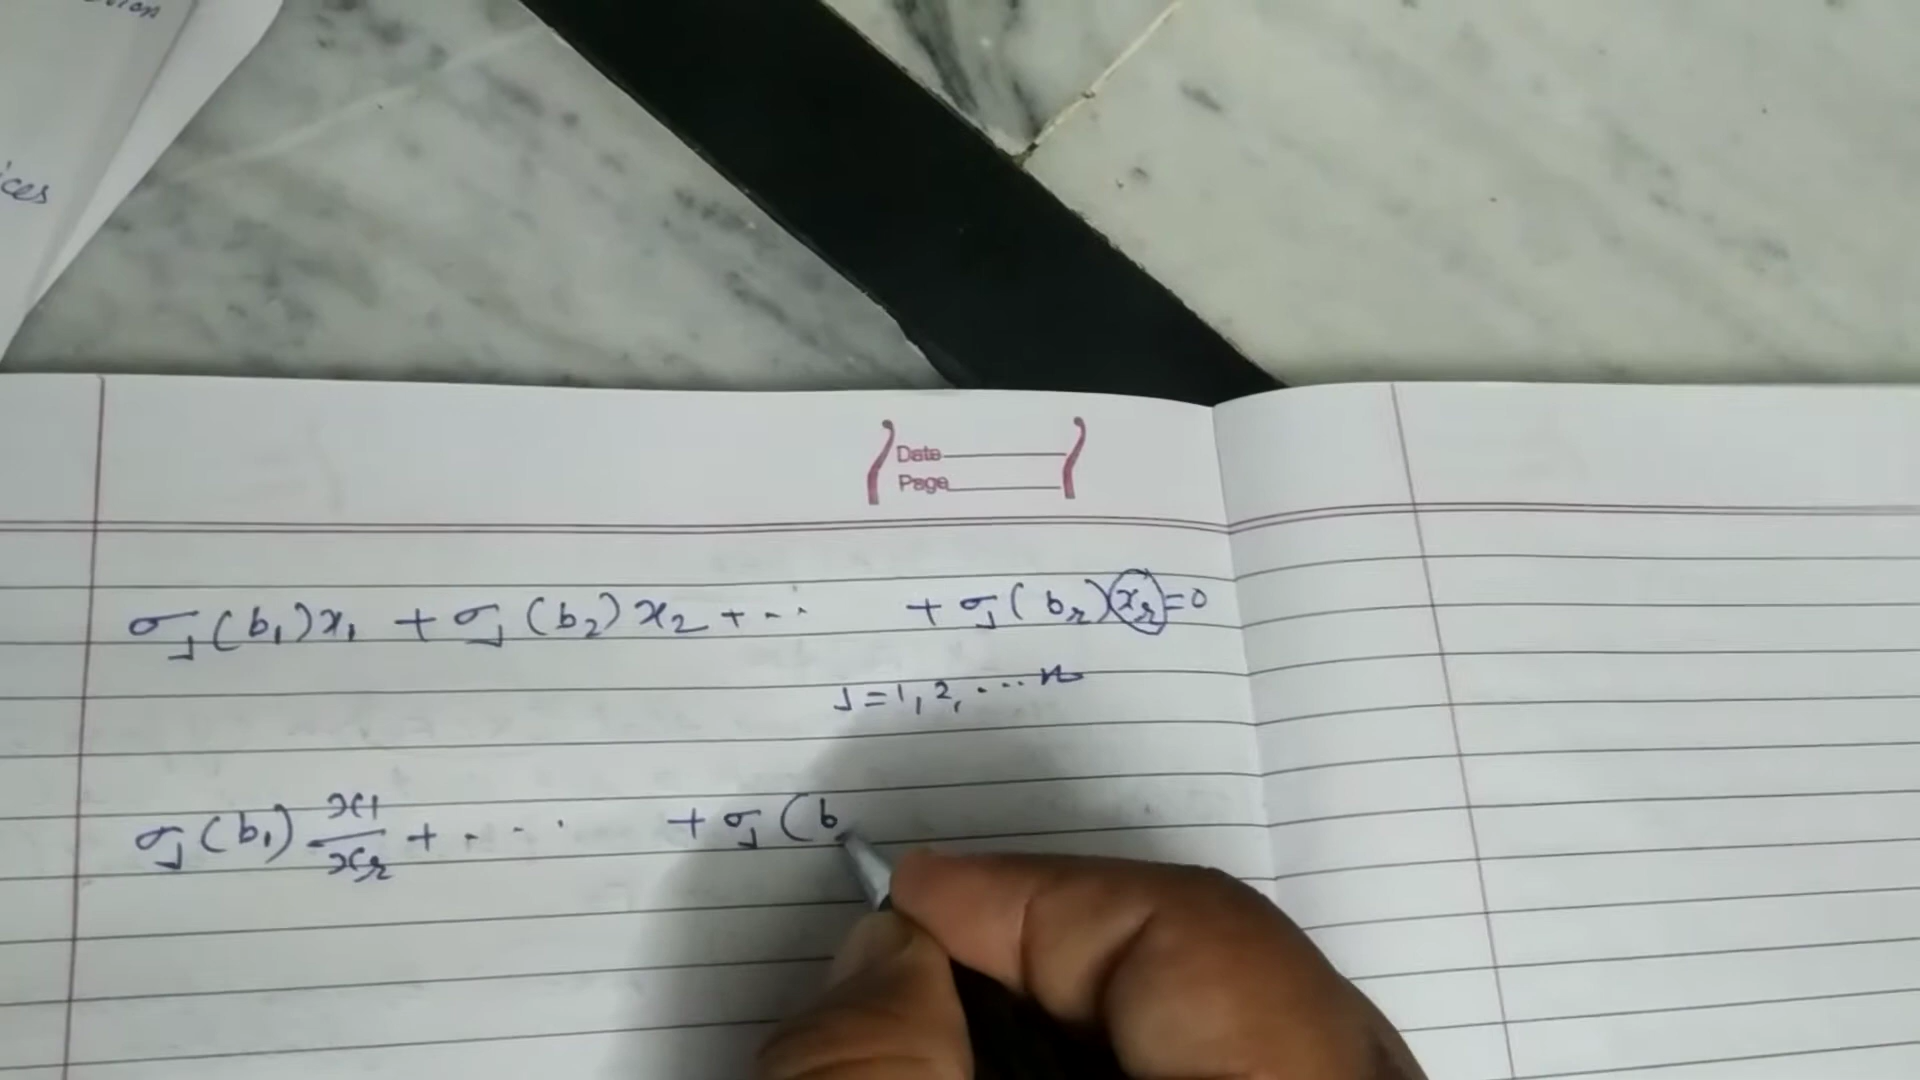 ices
Date
Page
σj(b1)x1 + σj(b2)x2 + ... + σj(br)xr=0
j=1,2,...n
σj(b1) x1/xr + ... + σj(b